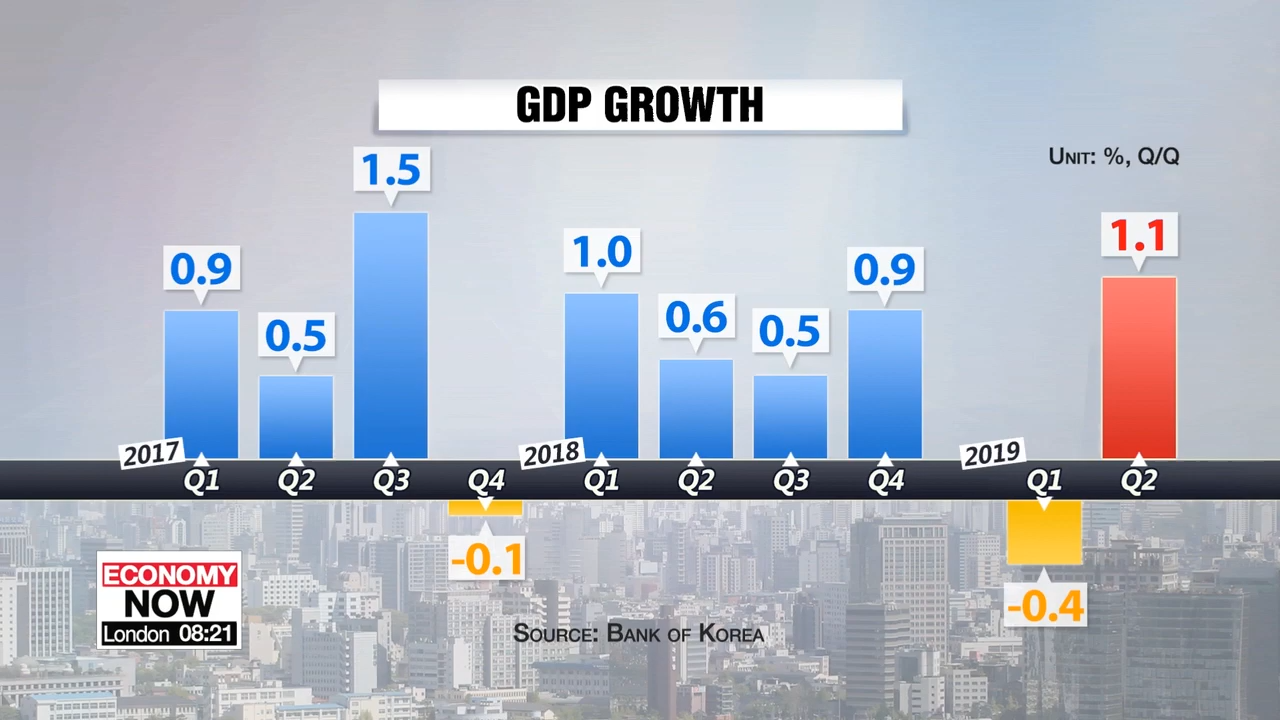 GDP GROWTH
UNIT: %, Q/Q
0.9
0.5
1.5
-0.1
1.0
0.6
0.5
0.9
-0.4
1.1
2017 Q1 Q2 Q3 Q4 2018 Q1 Q2 Q3 Q4 2019 Q1 Q2
ECONOMY
NOW
London 08:21
SOURCE: BANK OF KOREA